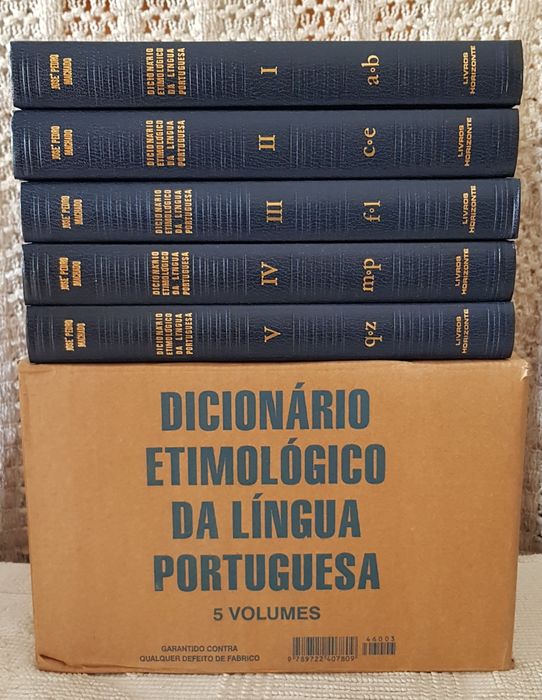 JOSÉ PEDRO
MACHADO
DICIONÁRIO
ETIMOLÓGICO
DA LÍNGUA
PORTUGUESA
I
a•b
LIVROS
HORIZONTE
JOSÉ PEDRO
MACHADO
DICIONÁRIO
ETIMOLÓGICO
DA LÍNGUA
PORTUGUESA
II
c•e
LIVROS
HORIZONTE
JOSÉ PEDRO
MACHADO
DICIONÁRIO
ETIMOLÓGICO
DA LÍNGUA
PORTUGUESA
III
f•l
LIVROS
HORIZONTE
JOSÉ PEDRO
MACHADO
DICIONÁRIO
ETIMOLÓGICO
DA LÍNGUA
PORTUGUESA
IV
m•p
LIVROS
HORIZONTE
JOSÉ PEDRO
MACHADO
DICIONÁRIO
ETIMOLÓGICO
DA LÍNGUA
PORTUGUESA
V
q•z
LIVROS
HORIZONTE
DICIONÁRIO
ETIMOLÓGICO
DA LÍNGUA
PORTUGUESA
5 VOLUMES
GARANTIDO CONTRA
QUALQUER DEFEITO DE FABRICO
46003
9 789722 407809